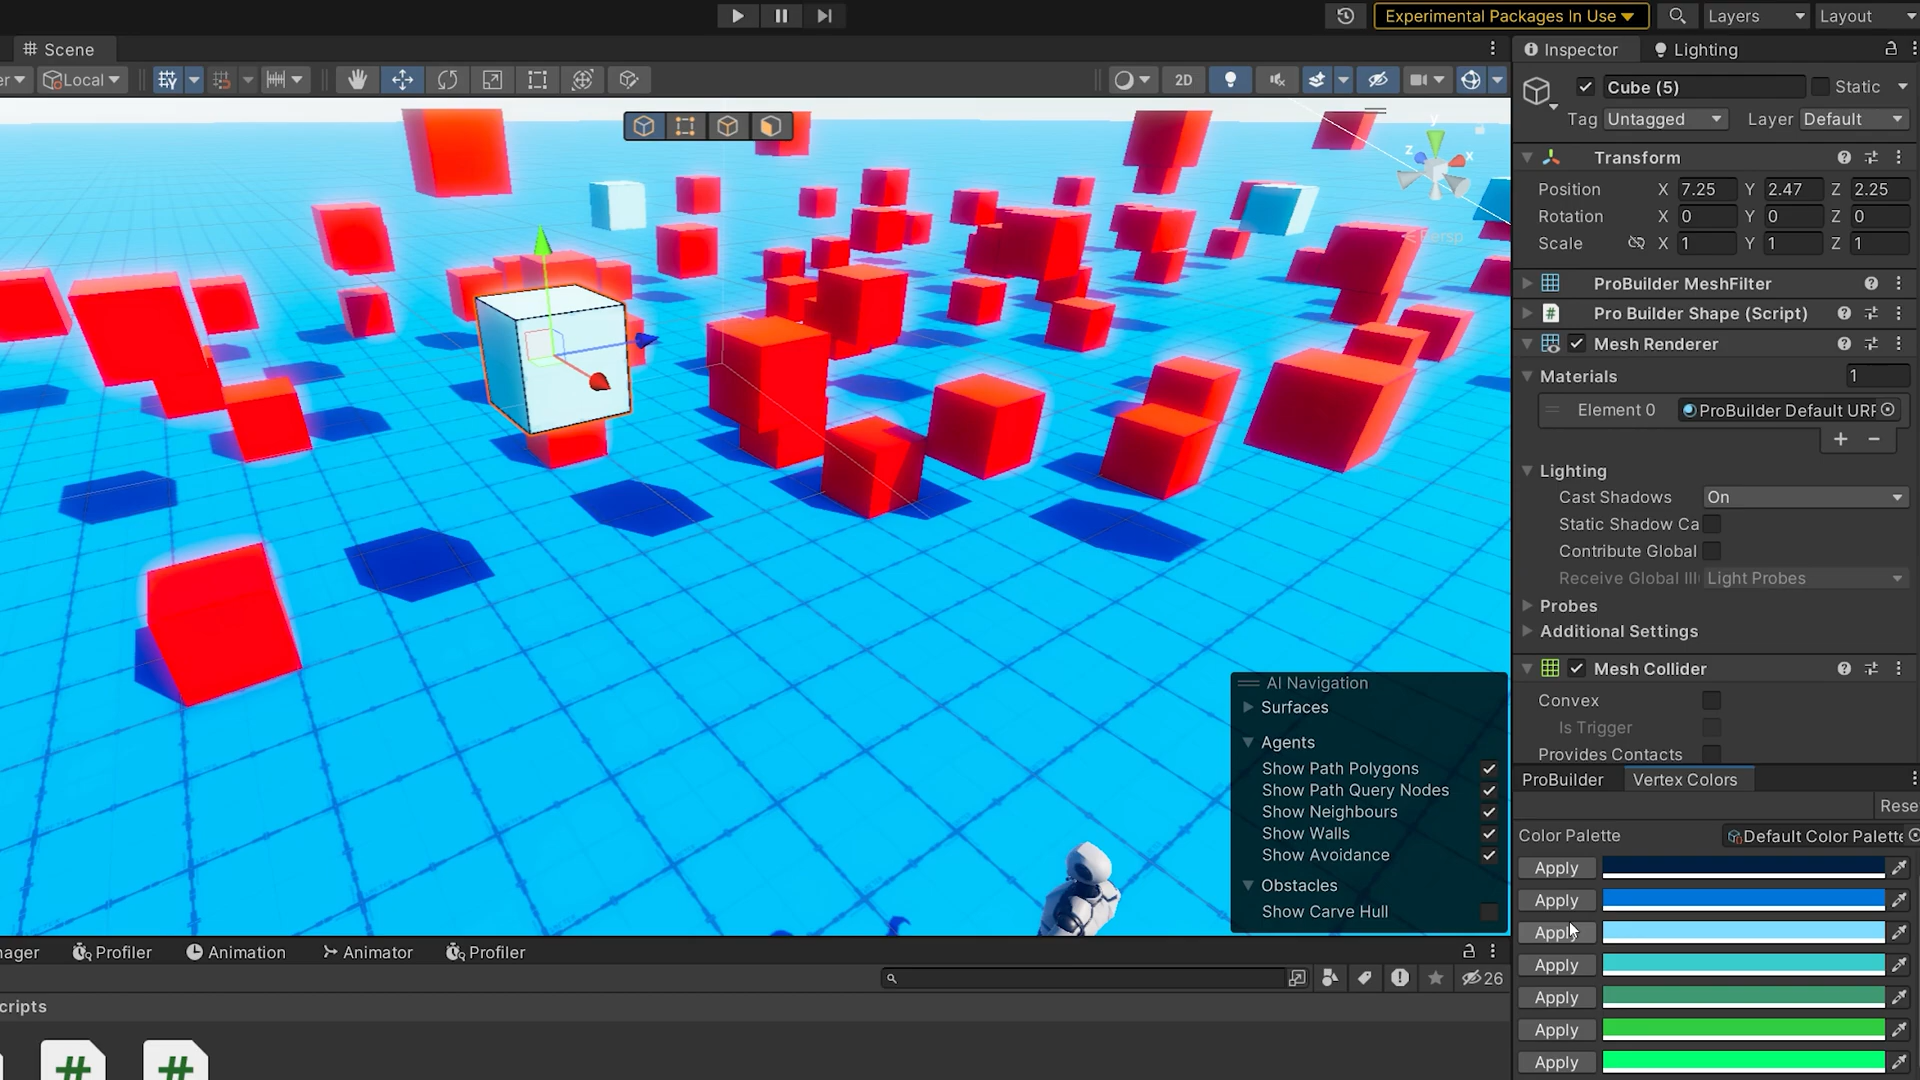 Experimental Packages In Use
Layers
Layout
Scene
Inspector
Lighting
er
Local
2D
Cube (5)
Static
Tag Untagged
Layer Default
Transform
Position X 7.25 Y 2.47 Z 2.25
Rotation X 0 Y 0 Z 0
Scale X 1 Y 1 Z 1
y
z
x
Persp
ProBuilder MeshFilter
# Pro Builder Shape (Script)
Mesh Renderer
Materials 1
Element 0 ProBuilder Default URF
+ -
Lighting
Cast Shadows On
Static Shadow Ca
Contribute Global
Receive Global Illu Light Probes
Probes
Additional Settings
Mesh Collider
Convex
Is Trigger
Provides Contacts
AI Navigation
Surfaces
Agents
Show Path Polygons
Show Path Query Nodes
Show Neighbours
Show Walls
Show Avoidance
Obstacles
Show Carve Hull
ProBuilder
Vertex Colors
Rese
Color Palette Default Color Palette
Apply
Apply
Apply
Apply
Apply
Apply
Apply
nager
Profiler
Animation
Animator
Profiler
26
cripts
#
#